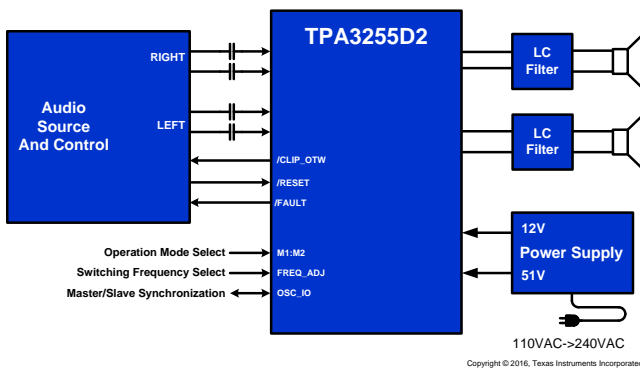 TPA3255D2
RIGHT
LEFT
Audio
Source
And Control
/CLIP_OTW
/RESET
/FAULT
Operation Mode Select
M1:M2
Switching Frequency Select
FREQ_ADJ
Master/Slave Synchronization
OSC_IO
LC
Filter
LC
Filter
12V
Power Supply
51V
110VAC->240VAC
Copyright © 2016, Texas Instruments Incorporated